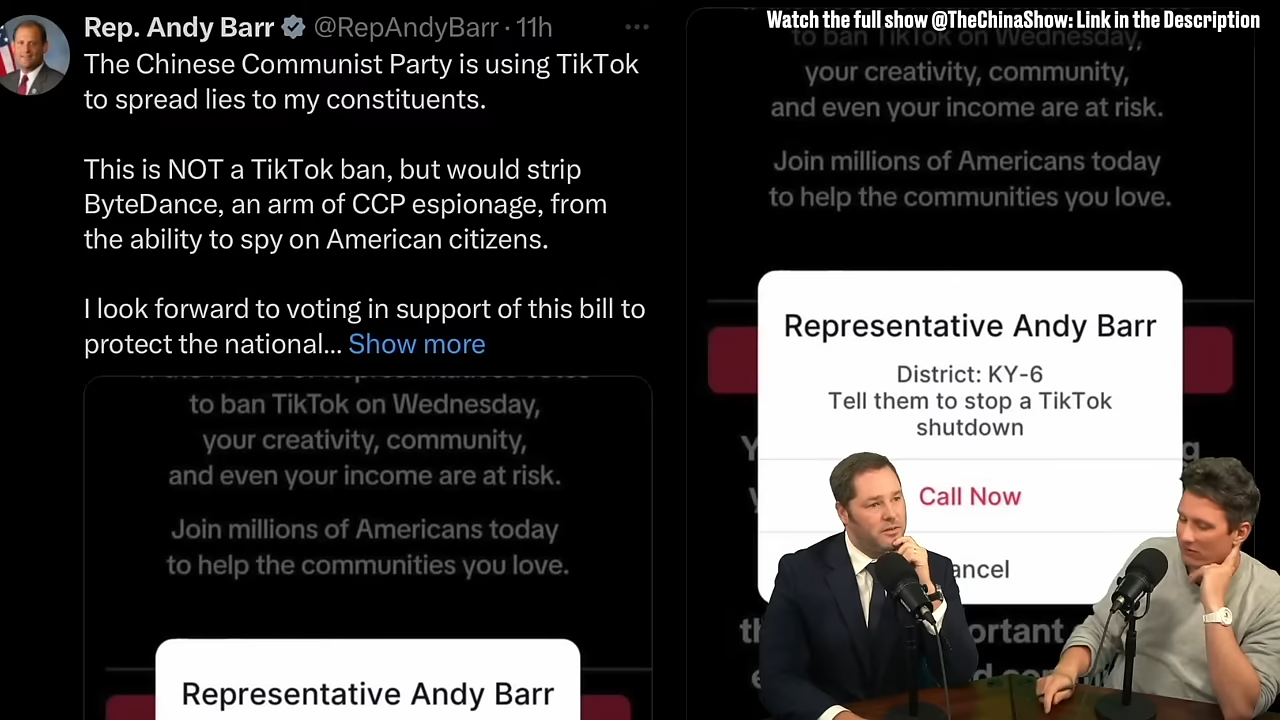 Watch the full show @TheChinaShow: Link in the Description
Rep. Andy Barr @RepAndyBarr · 11h
The Chinese Communist Party is using TikTok
to spread lies to my constituents.
This is NOT a TikTok ban, but would strip
ByteDance, an arm of CCP espionage, from
the ability to spy on American citizens.
I look forward to voting in support of this bill to
protect the national... Show more
to ban TikTok on Wednesday,
your creativity, community,
and even your income are at risk.
Join millions of Americans today
to help the communities you love.
Representative Andy Barr
to ban TikTok on Wednesday,
your creativity, community,
and even your income are at risk.
Join millions of Americans today
to help the communities you love.
Representative Andy Barr
District: KY-6
Tell them to stop a TikTok
shutdown
Call Now
ancel
ortant